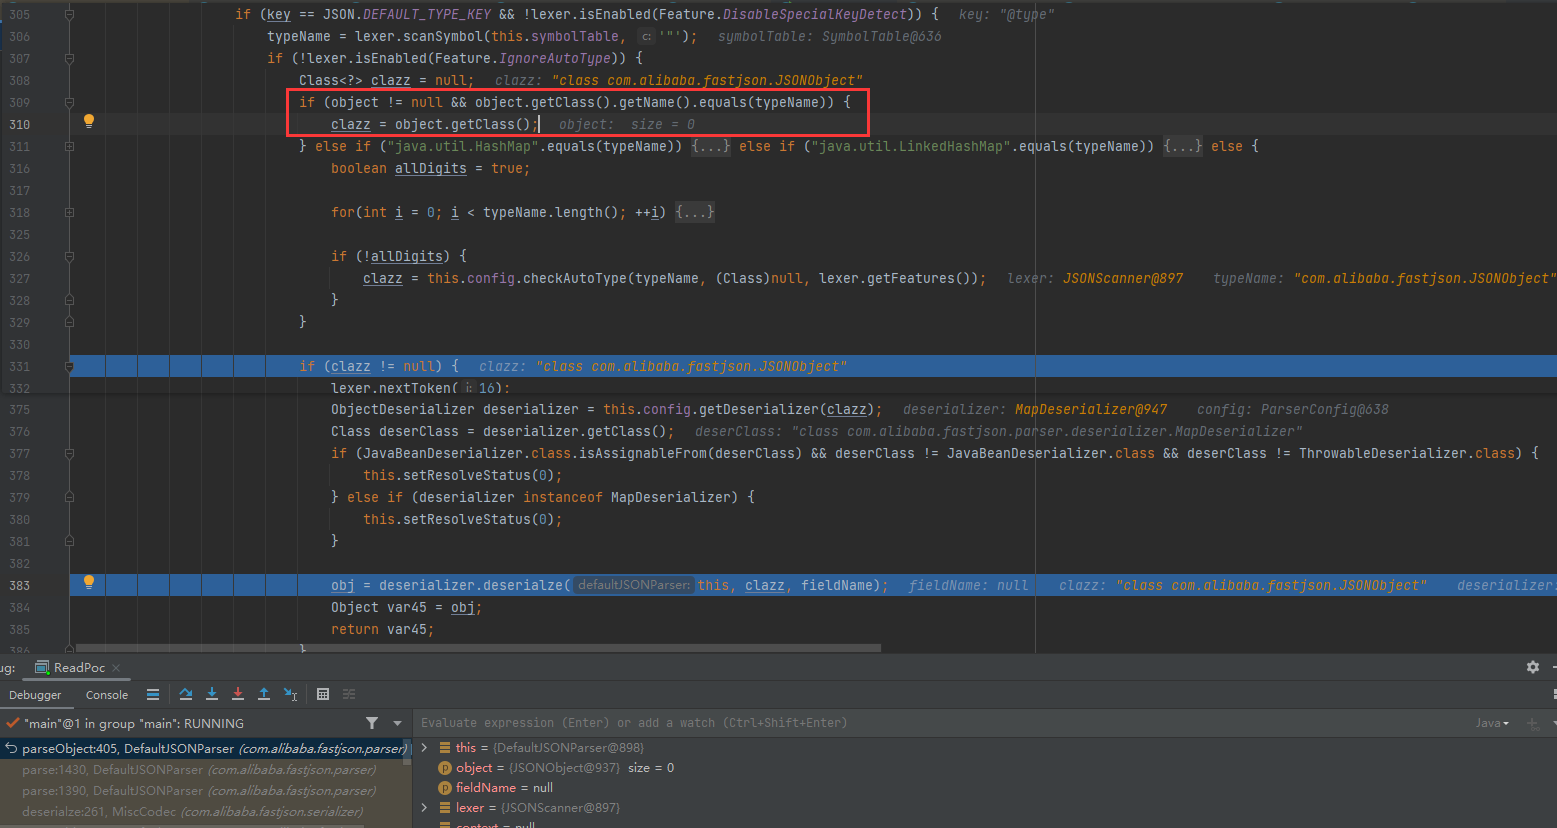 305 if (key == JSON.DEFAULT_TYPE_KEY && !lexer.isEnabled(Feature.DisableSpecialKeyDetect)) { key: "@type"
306 typeName = lexer.scanSymbol(this.symbolTable, c: '"'); symbolTable: SymbolTable@636
307 if (!lexer.isEnabled(Feature.IgnoreAutoType)) {
308 Class<?> clazz = null; clazz: "class com.alibaba.fastjson.JSONObject"
309 if (object != null && object.getClass().getName().equals(typeName)) {
310 clazz = object.getClass(); object: size = 0
311 } else if ("java.util.HashMap".equals(typeName)) {...} else if ("java.util.LinkedHashMap".equals(typeName)) {...} else {
316 boolean allDigits = true;
317
318 for(int i = 0; i < typeName.length(); ++i) {...}
325
326 if (!allDigits) {
327 clazz = this.config.checkAutoType(typeName, (Class)null, lexer.getFeatures()); lexer: JSONScanner@897 typeName: "com.alibaba.fastjson.JSONObject"
328 }
329 }
330
331 if (clazz != null) { clazz: "class com.alibaba.fastjson.JSONObject"
332 lexer.nextToken( i: 16);
375 ObjectDeserializer deserializer = this.config.getDeserializer(clazz); deserializer: MapDeserializer@947 config: ParserConfig@638
376 Class deserClass = deserializer.getClass(); deserClass: "class com.alibaba.fastjson.parser.deserializer.MapDeserializer"
377 if (JavaBeanDeserializer.class.isAssignableFrom(deserClass) && deserClass != JavaBeanDeserializer.class && deserClass != ThrowableDeserializer.class) {
378 this.setResolveStatus(0);
379 } else if (deserializer instanceof MapDeserializer) {
380 this.setResolveStatus(0);
381 }
382
383 obj = deserializer.deserialze( defaultJSONParser: this, clazz, fieldName); fieldName: null clazz: "class com.alibaba.fastjson.JSONObject" deserializer:
384 Object var45 = obj;
385 return var45;
386 }
ug: ReadPoc
Debugger Console
"main"@1 in group "main": RUNNING
Evaluate expression (Enter) or add a watch (Ctrl+Shift+Enter) Java
parseObject:405, DefaultJSONParser (com.alibaba.fastjson.parser)
parse:1430, DefaultJSONParser (com.alibaba.fastjson.parser)
parse:1390, DefaultJSONParser (com.alibaba.fastjson.parser)
deserialze:261, MiscCodec (com.alibaba.fastjson.serializer)
this = {DefaultJSONParser@898}
p object = {JSONObject@937} size = 0
p fieldName = null
lexer = {JSONScanner@897}
context = null